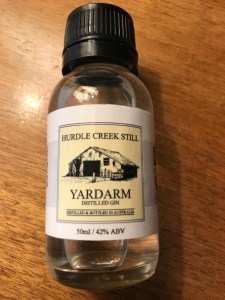 HURDLE CREEK STILL
YARDARM
DISTILLED GIN
DISTILLED & BOTTLED IN AUSTRALIA
50ml / 42% ABV